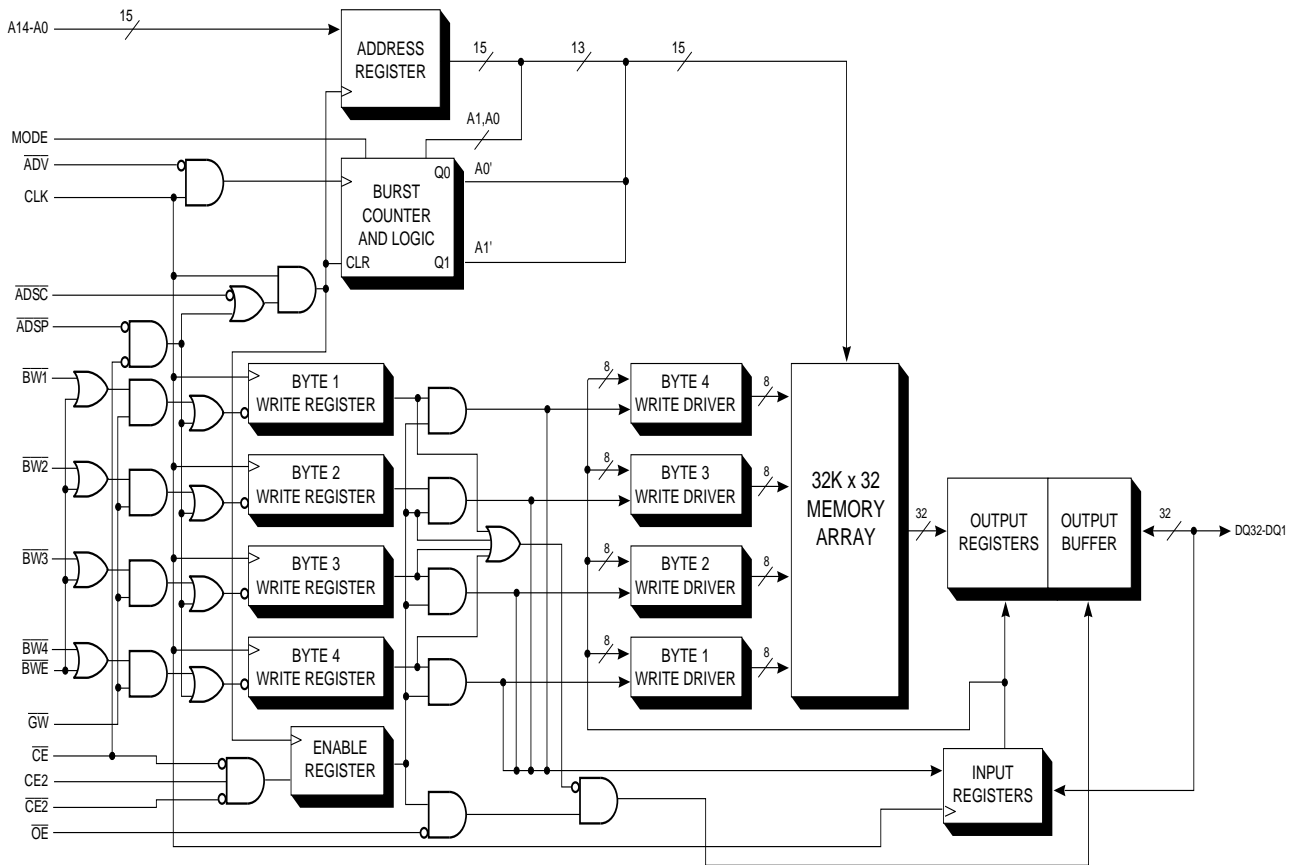 A14-A0
15
ADDRESS
REGISTER
15
13
15
MODE
A1,A0
ADV
CLK
BURST
COUNTER
AND LOGIC
Q0
A0'
CLR
Q1
A1'
ADSC
ADSP
BW1
BYTE 1
WRITE REGISTER
8
BYTE 4
WRITE DRIVER
8
BW2
BYTE 2
WRITE REGISTER
8
BYTE 3
WRITE DRIVER
8
32K x 32
MEMORY
ARRAY
32
OUTPUT
REGISTERS
OUTPUT
BUFFER
32
DQ32-DQ1
BW3
BYTE 3
WRITE REGISTER
8
BYTE 2
WRITE DRIVER
8
BW4
BWE
BYTE 4
WRITE REGISTER
8
BYTE 1
WRITE DRIVER
8
GW
CE
CE2
CE2
OE
ENABLE
REGISTER
INPUT
REGISTERS